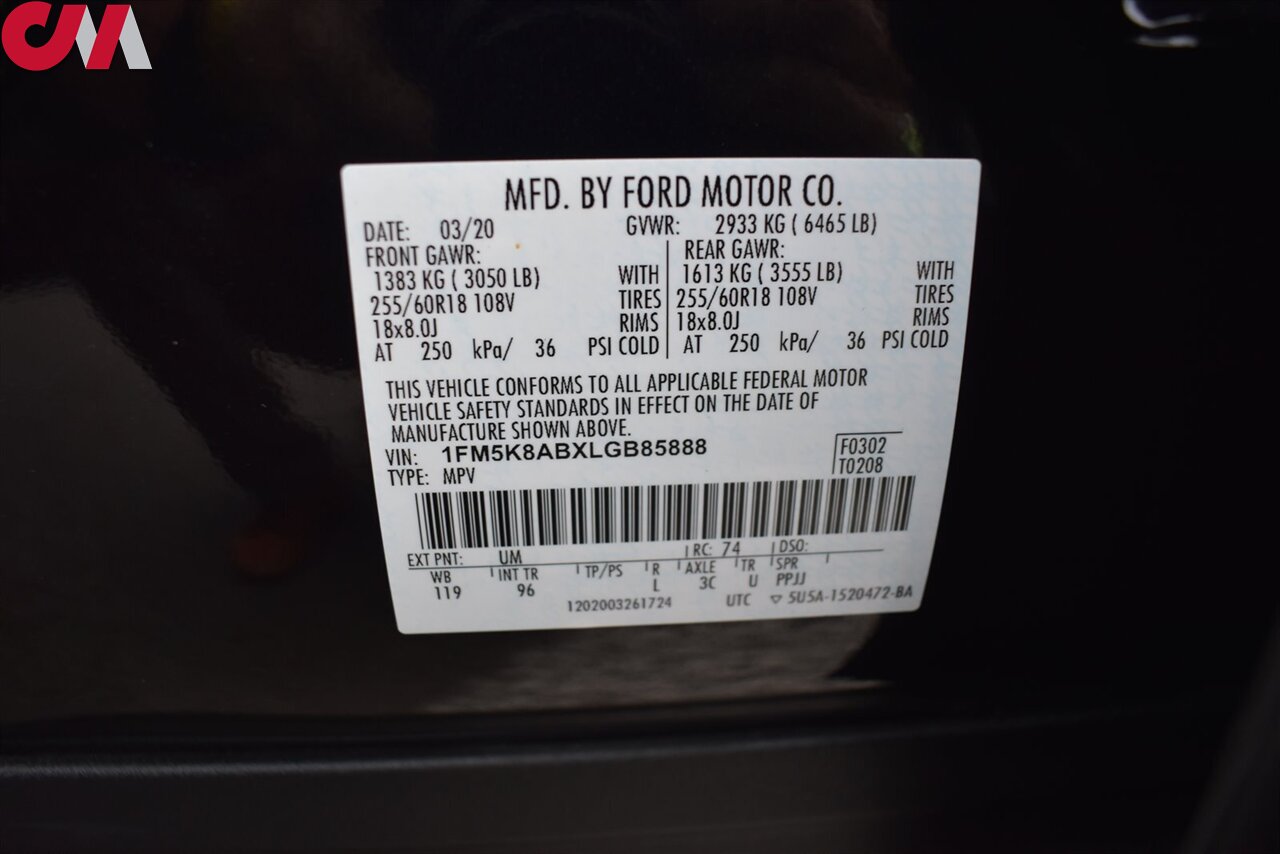 CM
MFD. BY FORD MOTOR CO.
DATE: 03/20 GVWR: 2933 KG ( 6465 LB)
FRONT GAWR: REAR GAWR:
1383 KG ( 3050 LB) WITH 1613 KG ( 3555 LB) WITH
255/60R18 108V TIRES 255/60R18 108V TIRES
18x8.0J RIMS 18x8.0J RIMS
AT 250 kPa/ 36 PSI COLD AT 250 kPa/ 36 PSI COLD
THIS VEHICLE CONFORMS TO ALL APPLICABLE FEDERAL MOTOR
VEHICLE SAFETY STANDARDS IN EFFECT ON THE DATE OF
MANUFACTURE SHOWN ABOVE.
VIN: 1FM5K8ABXLGB85888 F0302
TYPE: MPV T0208
EXT PNT: UM RC: 74 DSO:
WB INT TR TP/PS R AXLE TR SPR
119 96 L 3C U PPJJ
1202003261724 UTC ▽ 5U5A-1520472-BA